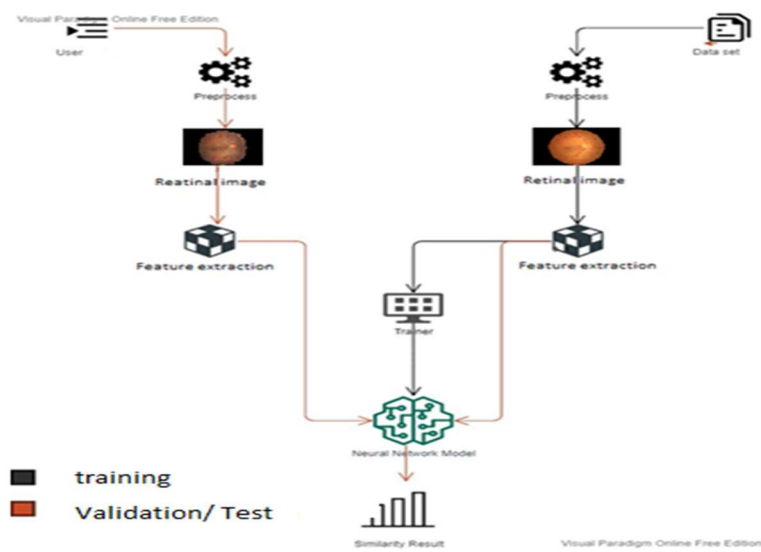 Visual Paradigm Online Free Edition
User
Data set
Preprocess
Preprocess
Reatinal image
Retinal image
Feature extraction
Feature extraction
Trainer
Neural Network Model
training
Validation/ Test
Similarity Result
Visual Paradigm Online Free Edition